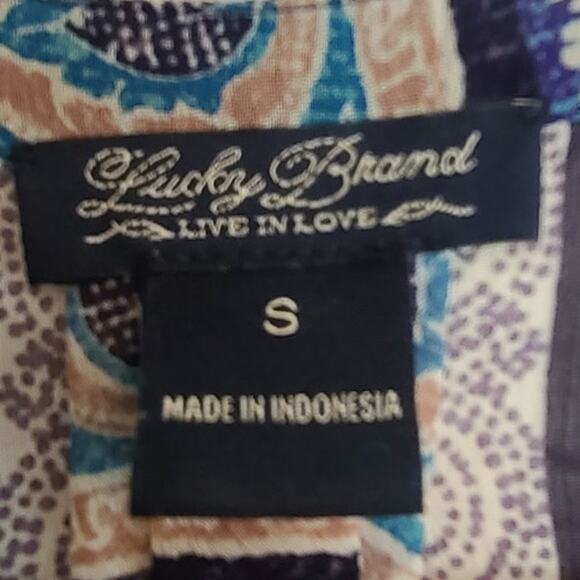 Lucky Brand
LIVE IN LOVE
S
MADE IN INDONESIA